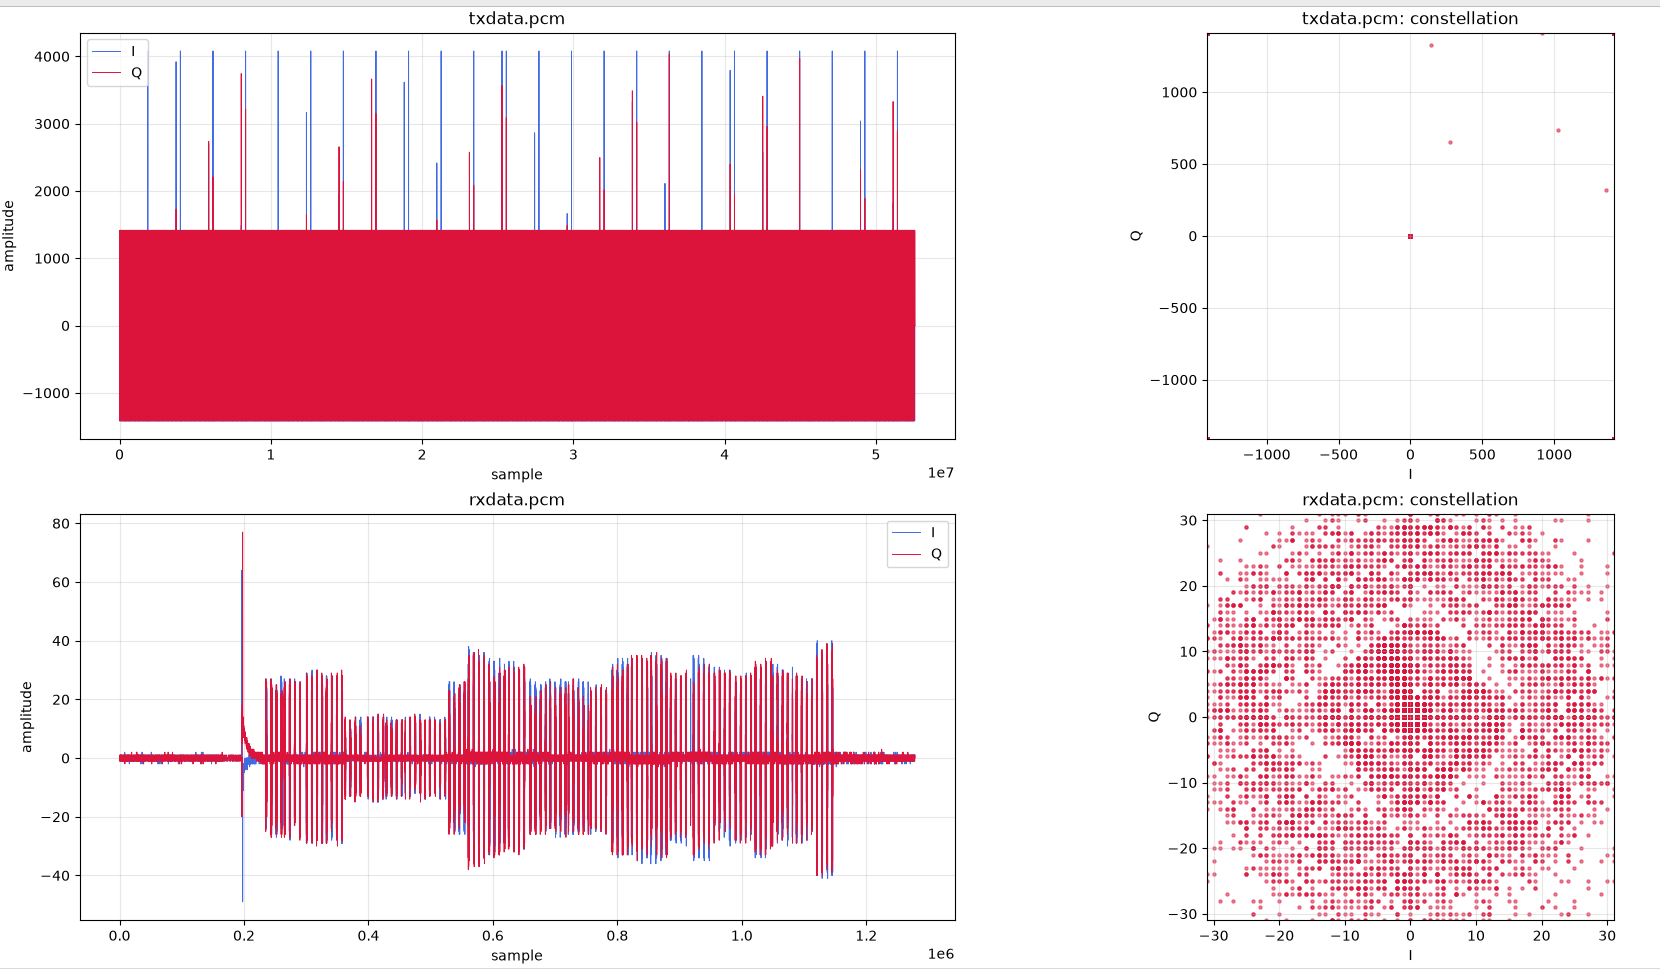 txdata.pcm
I
Q
4000
3000
2000
1000
0
−1000
amplitude
0 1 2 3 4 5
1e7
sample
txdata.pcm: constellation
1000
500
0
−500
−1000
Q
−1000 −500 0 500 1000
I
rxdata.pcm
I
Q
80
60
40
20
0
−20
−40
amplitude
0.0 0.2 0.4 0.6 0.8 1.0 1.2
1e6
sample
rxdata.pcm: constellation
30
20
10
0
−10
−20
−30
Q
−30 −20 −10 0 10 20 30
I